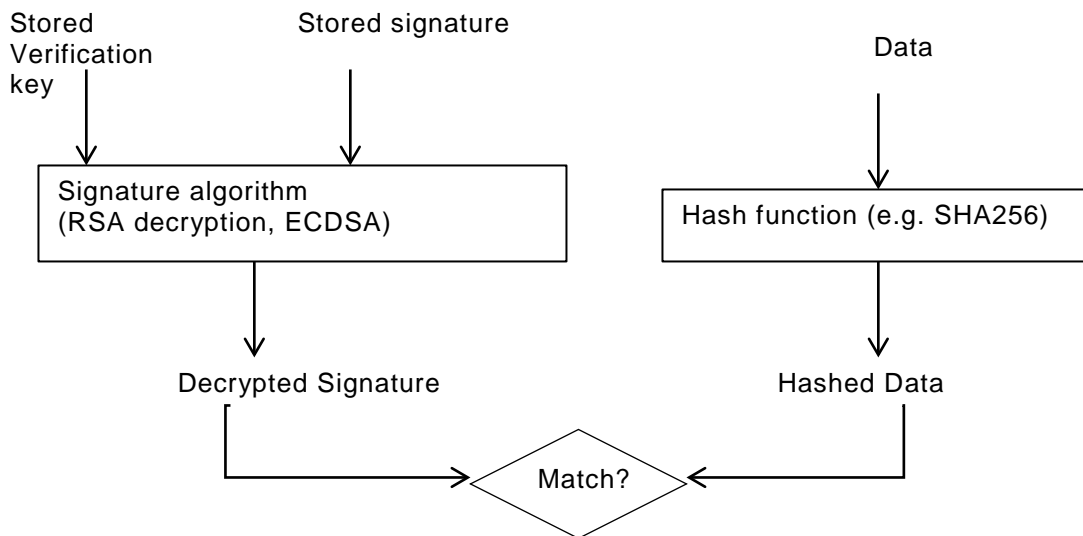 Stored
Verification
key
Stored signature
Data
Signature algorithm
(RSA decryption, ECDSA)
Hash function (e.g. SHA256)
Decrypted Signature
Hashed Data
Match?